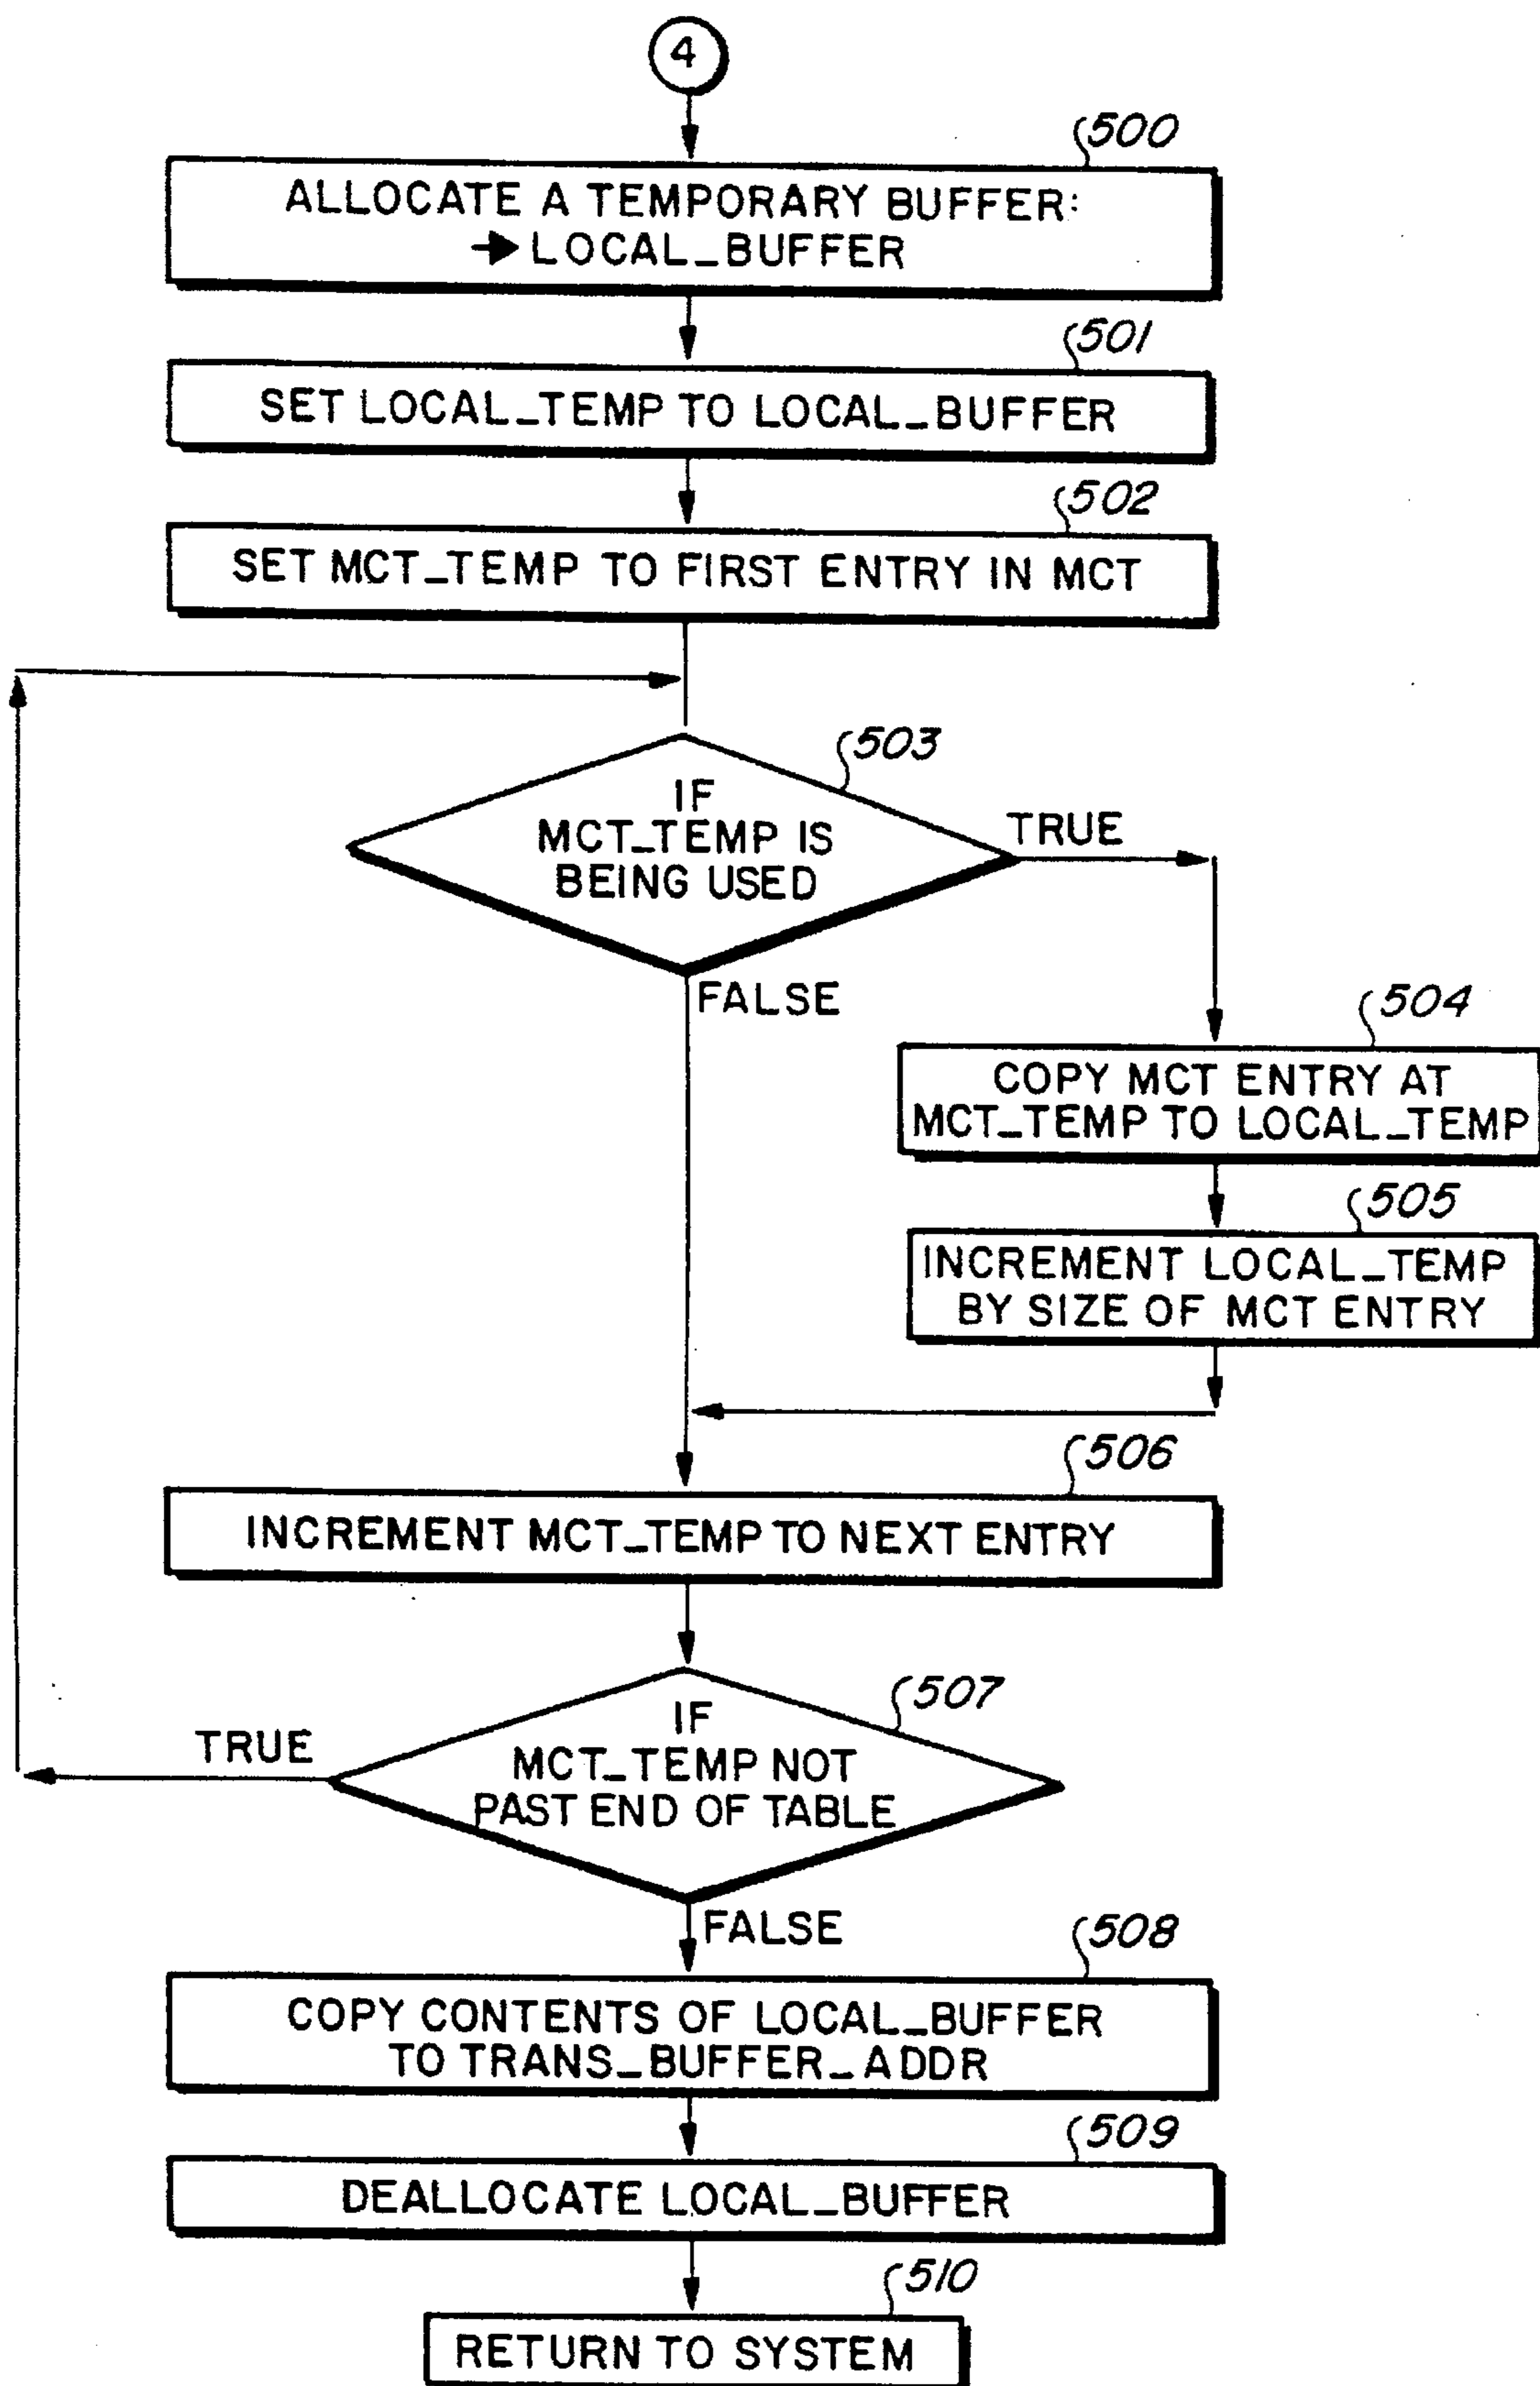 4
500
ALLOCATE A TEMPORARY BUFFER:
→ LOCAL_BUFFER
501
SET LOCAL_TEMP TO LOCAL_BUFFER
502
SET MCT_TEMP TO FIRST ENTRY IN MCT
503
IF
MCT_TEMP IS
BEING USED
TRUE
FALSE
504
COPY MCT ENTRY AT
MCT_TEMP TO LOCAL_TEMP
505
INCREMENT LOCAL_TEMP
BY SIZE OF MCT ENTRY
506
INCREMENT MCT_TEMP TO NEXT ENTRY
507
IF
MCT_TEMP NOT
PAST END OF TABLE
TRUE
FALSE
508
COPY CONTENTS OF LOCAL_BUFFER
TO TRANS_BUFFER_ADDR
509
DEALLOCATE LOCAL_BUFFER
510
RETURN TO SYSTEM